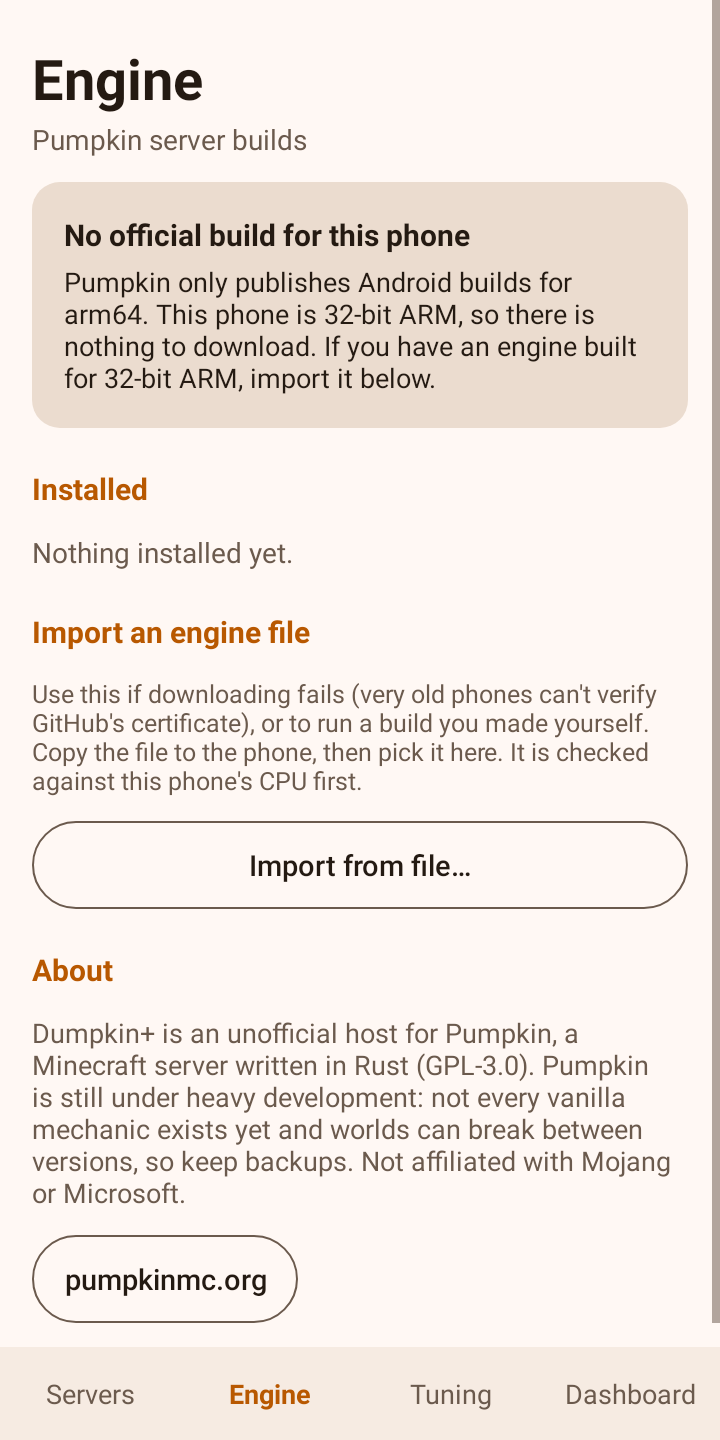 Engine
Pumpkin server builds
No official build for this phone
Pumpkin only publishes Android builds for
arm64. This phone is 32-bit ARM, so there is
nothing to download. If you have an engine built
for 32-bit ARM, import it below.
Installed
Nothing installed yet.
Import an engine file
Use this if downloading fails (very old phones can't verify
GitHub's certificate), or to run a build you made yourself.
Copy the file to the phone, then pick it here. It is checked
against this phone's CPU first.
Import from file…
About
Dumpkin+ is an unofficial host for Pumpkin, a
Minecraft server written in Rust (GPL-3.0). Pumpkin
is still under heavy development: not every vanilla
mechanic exists yet and worlds can break between
versions, so keep backups. Not affiliated with Mojang
or Microsoft.
pumpkinmc.org
Servers Engine Tuning Dashboard